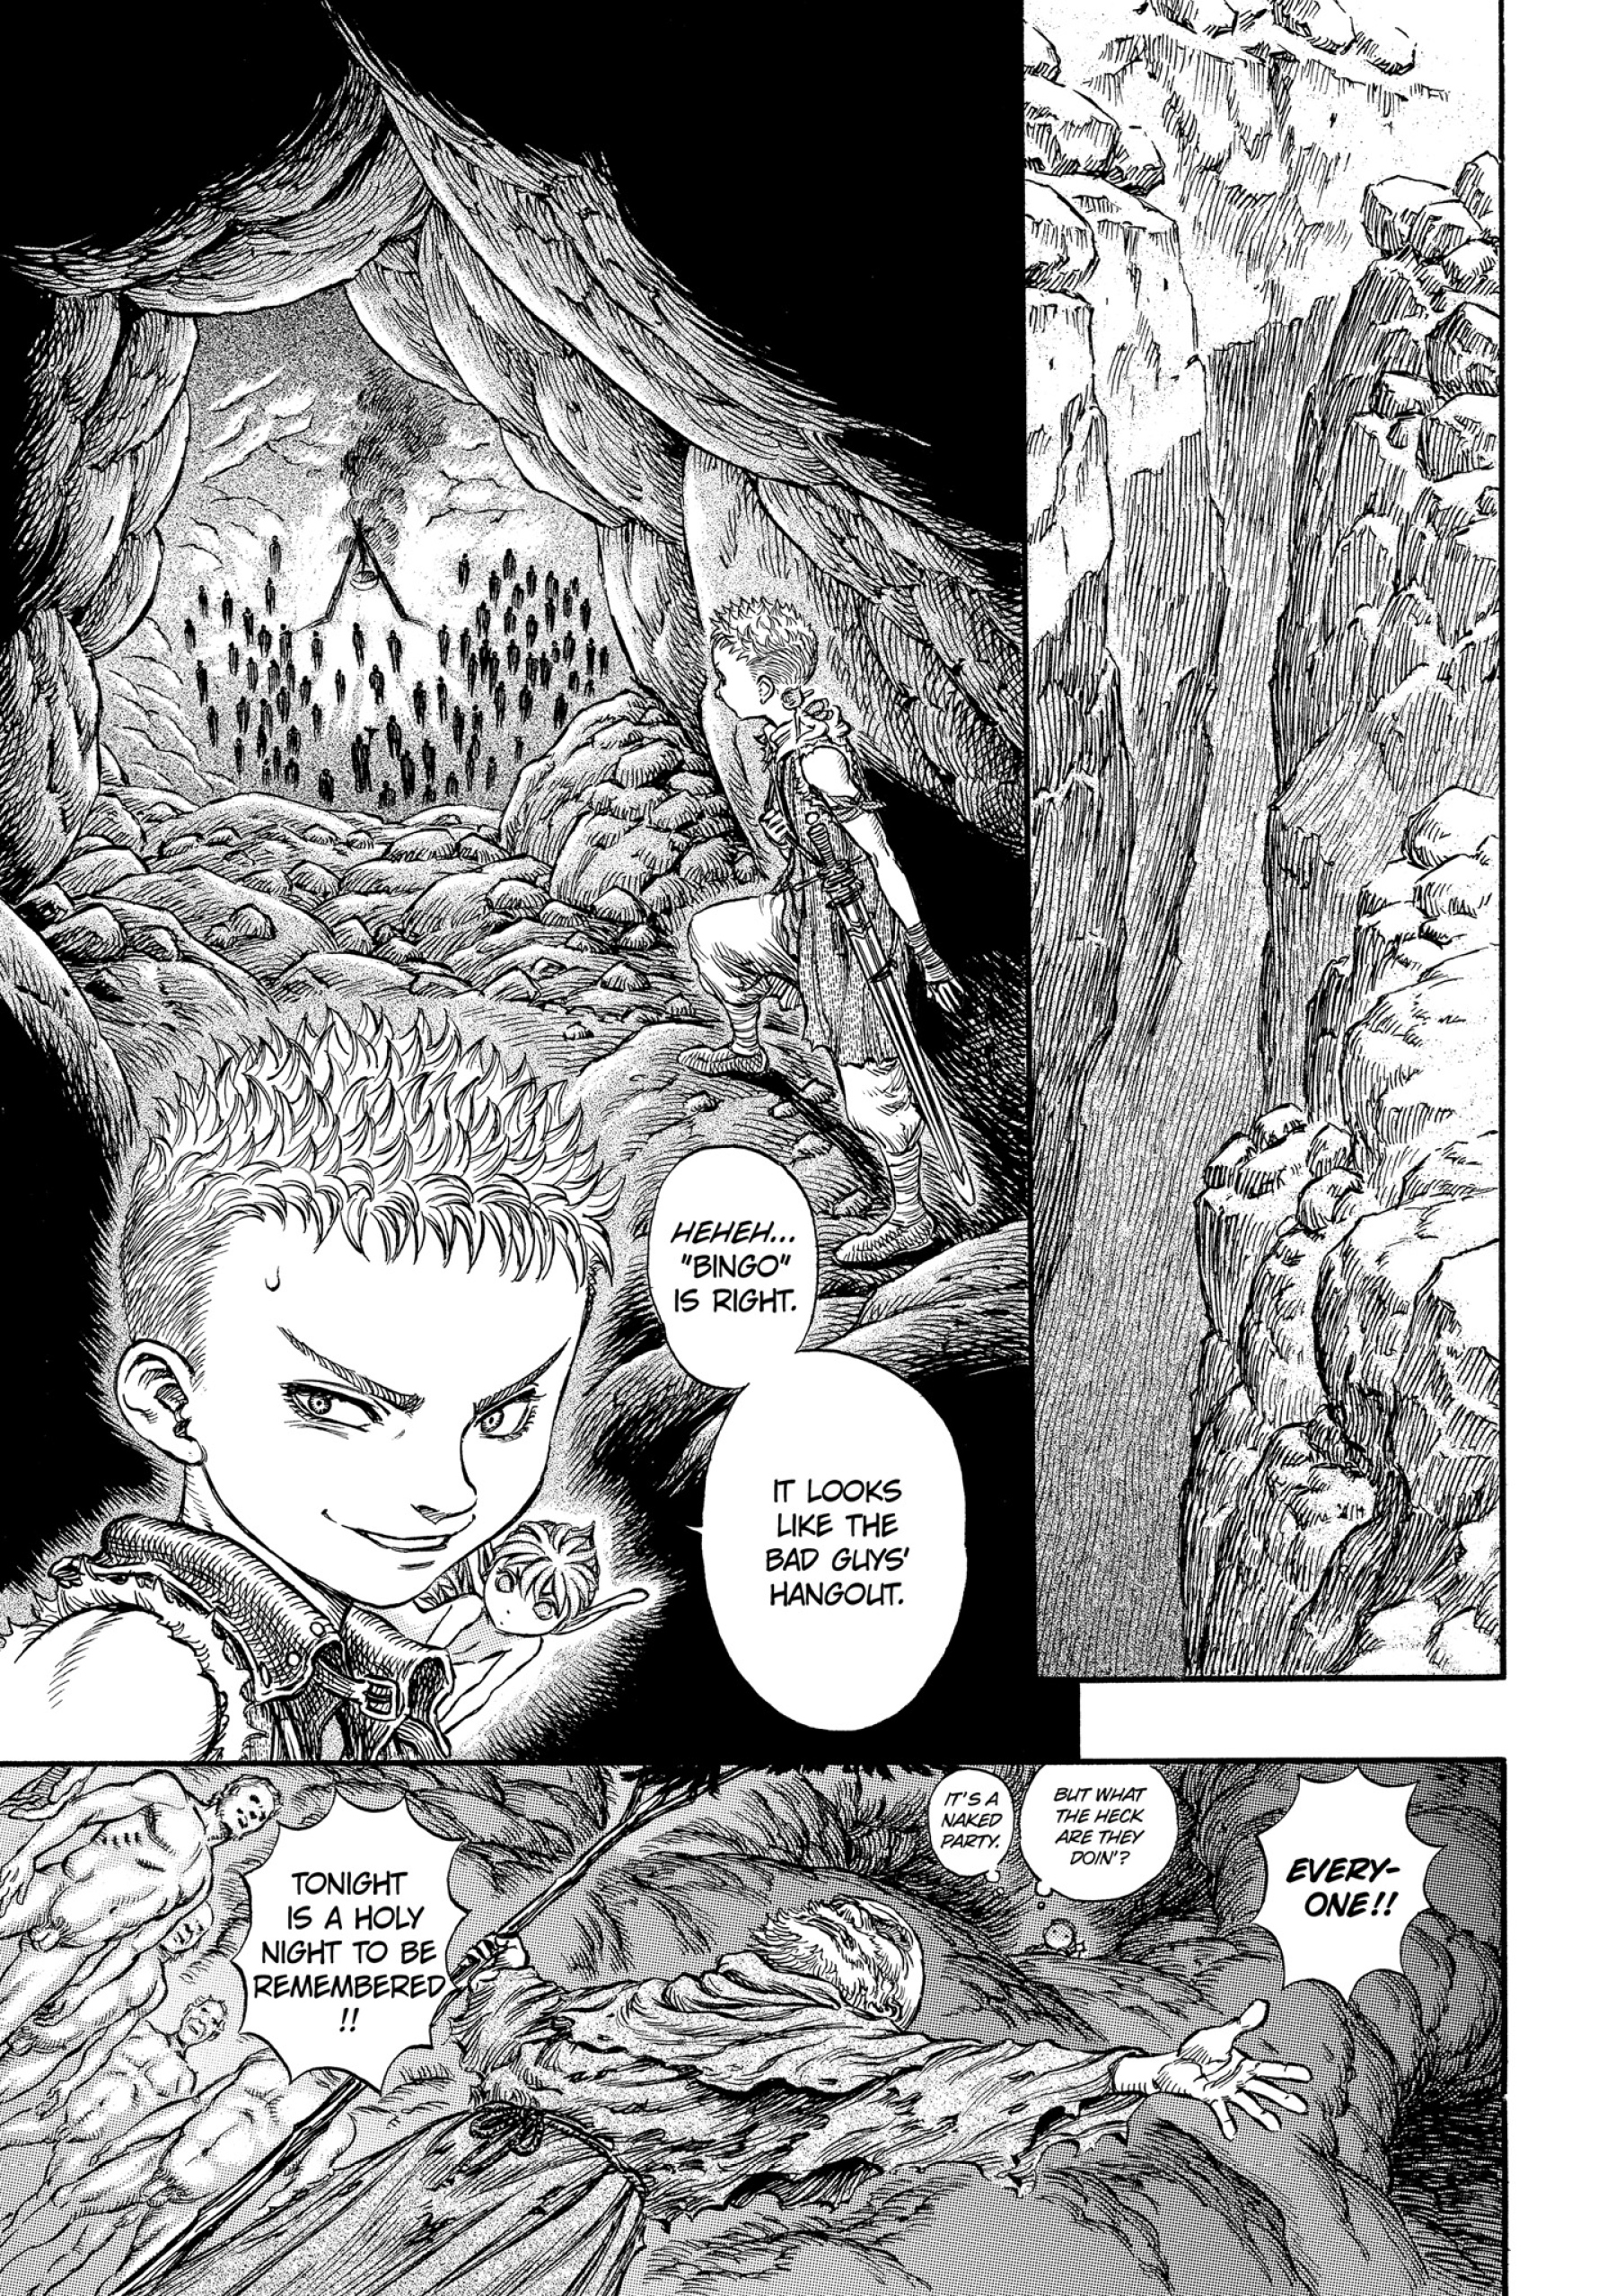 HEHEH...
"BINGO"
IS RIGHT.
IT LOOKS
LIKE THE
BAD GUYS'
HANGOUT.
EVERY-
ONE!!
BUT WHAT
THE HECK
ARE THEY
DOIN'?
IT'S A
NAKED
PARTY.
TONIGHT
IS A HOLY
NIGHT TO BE
REMEMBERED
!!